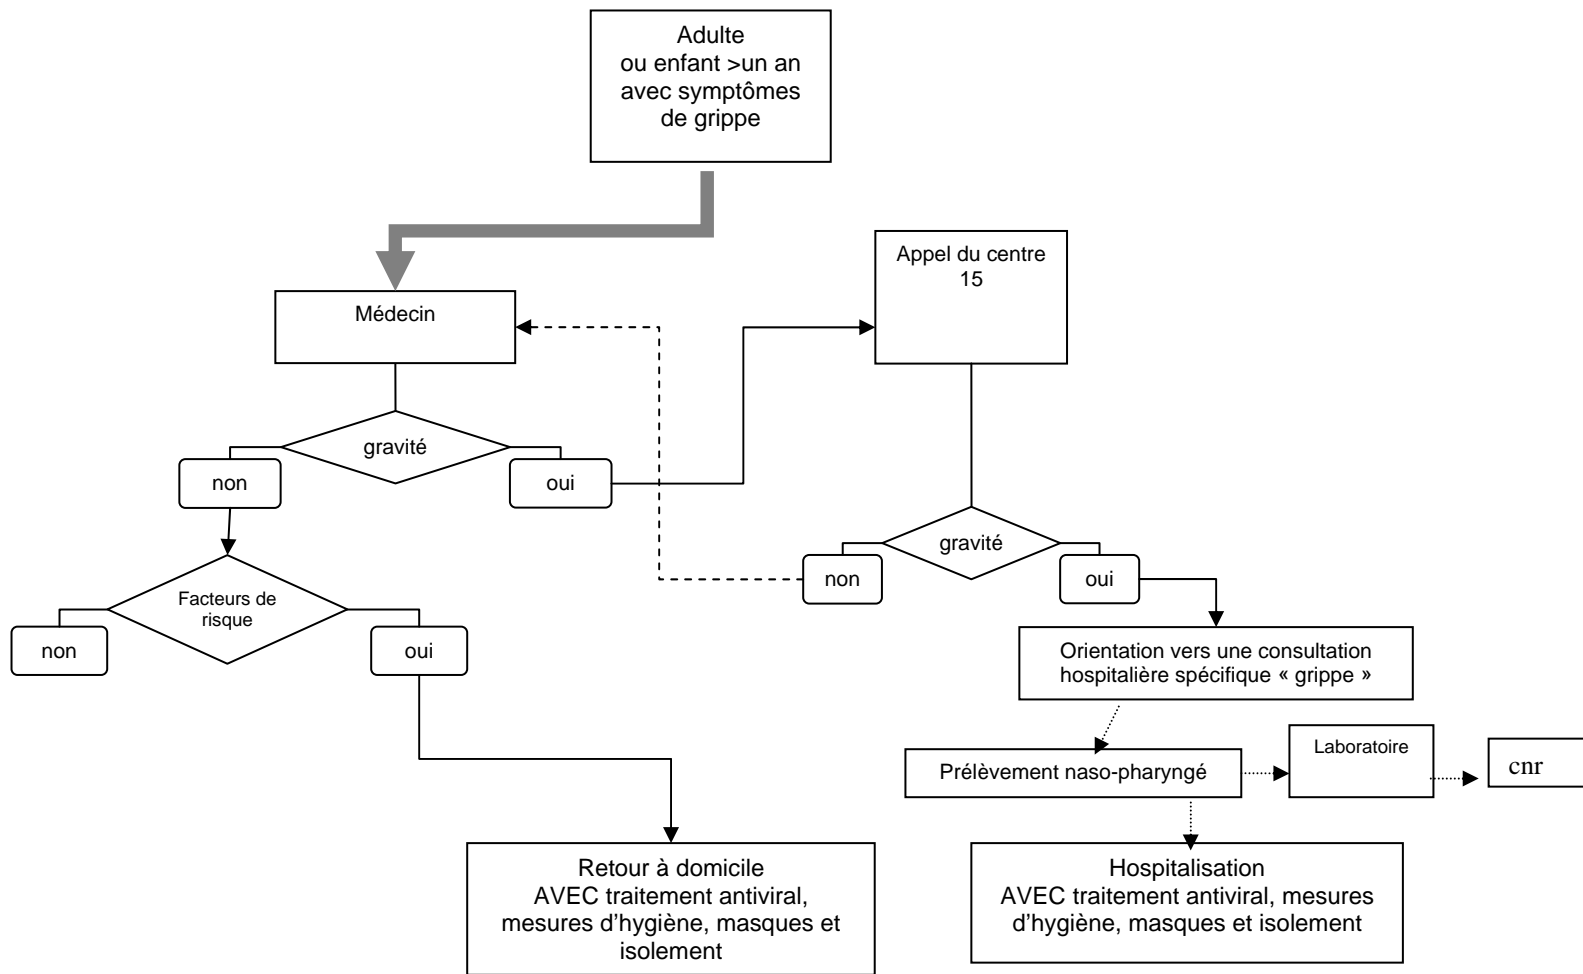 Adulte
ou enfant >un an
avec symptômes
de grippe
Médecin
Appel du centre
15
gravité
non
oui
gravité
non
oui
Facteurs de
risque
non
oui
Orientation vers une consultation
hospitalière spécifique « grippe »
Prélèvement naso-pharyngé
Laboratoire
cnr
Retour à domicile
AVEC traitement antiviral,
mesures d'hygiène, masques et
isolement
Hospitalisation
AVEC traitement antiviral, mesures
d'hygiène, masques et isolement